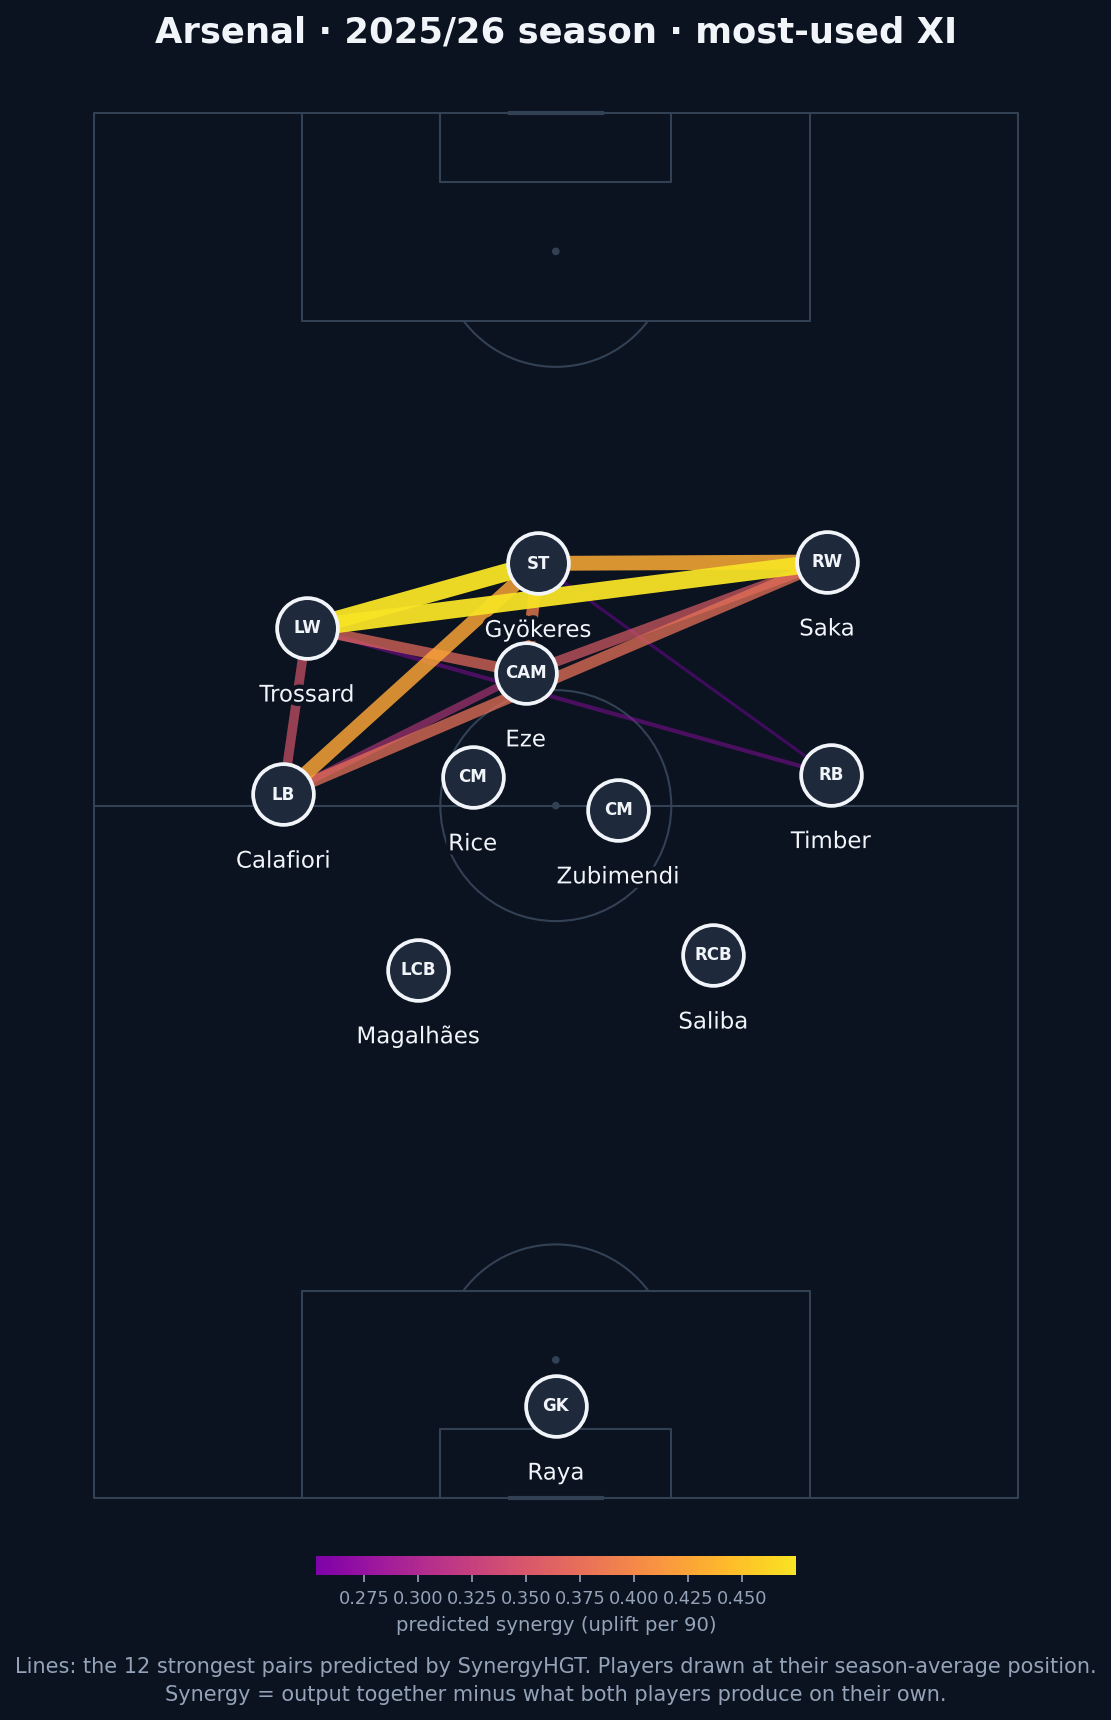 Arsenal · 2025/26 season · most-used XI
ST
RW
Gyökeres
Saka
LW
Trossard
CAM
Eze
CM
RB
LB
CM
Rice
Timber
Calafiori
Zubimendi
RCB
LCB
Saliba
Magalhães
GK
Raya
0.275 0.300 0.325 0.350 0.375 0.400 0.425 0.450
predicted synergy (uplift per 90)
Lines: the 12 strongest pairs predicted by SynergyHGT. Players drawn at their season-average position.
Synergy = output together minus what both players produce on their own.